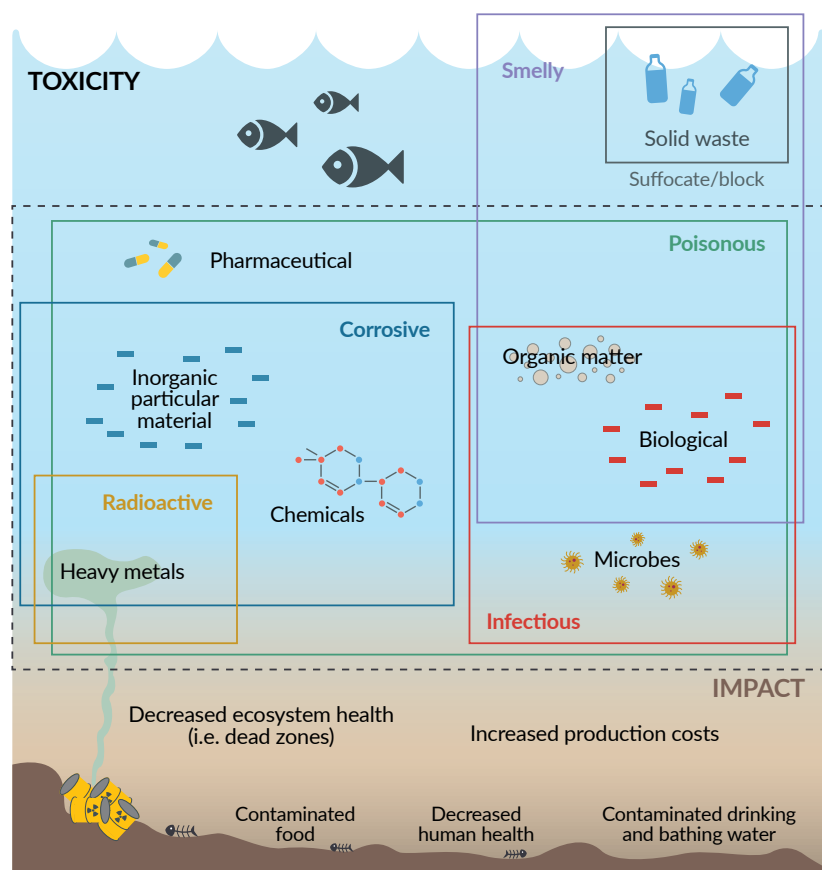 Smelly
TOXICITY
Solid waste
Suffocate/block
Poisonous
Pharmaceutical
Corrosive
Organic matter
Inorganic
particular
material
Biological
Radioactive
Chemicals
Microbes
Heavy metals
Infectious
IMPACT
Decreased ecosystem health
(i.e. dead zones)
Increased production costs
Contaminated
food
Decreased
human health
Contaminated drinking
and bathing water